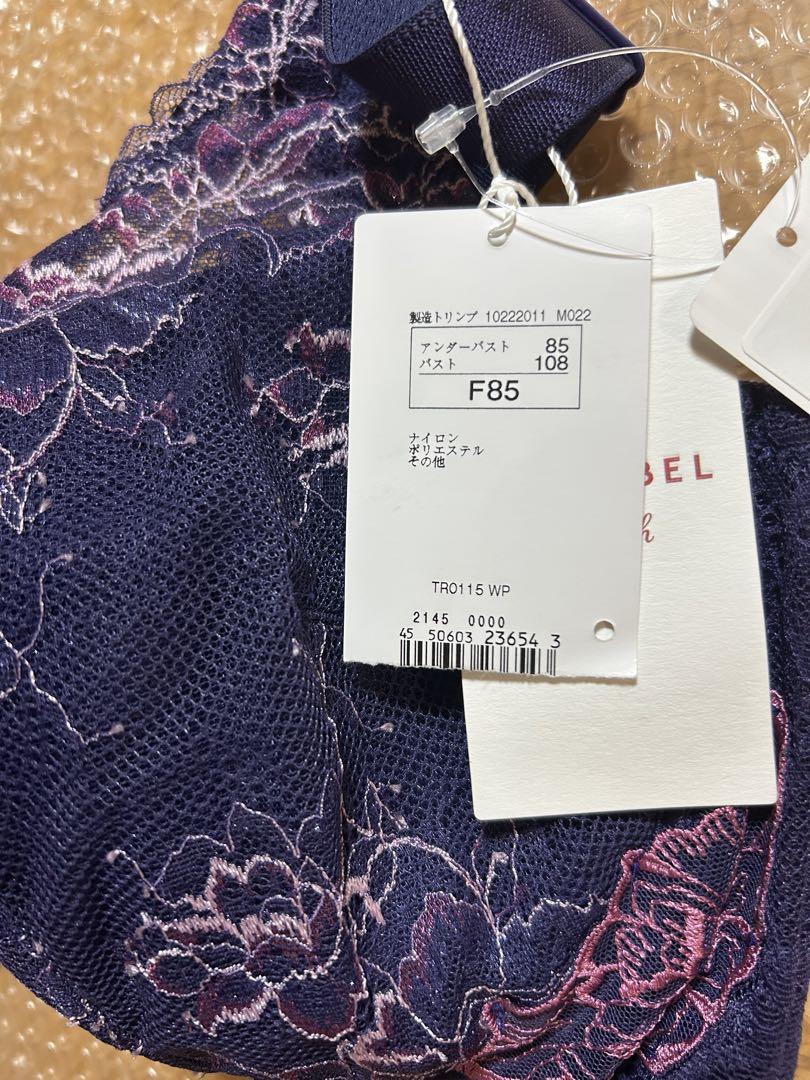 製造トリンプ 10222011 M022
アンダーバスト 85
バスト 108
F85
ナイロン
ポリエステル
その他
TR0115 WP
2145 0000
45 50603 23654 3
BEL
h